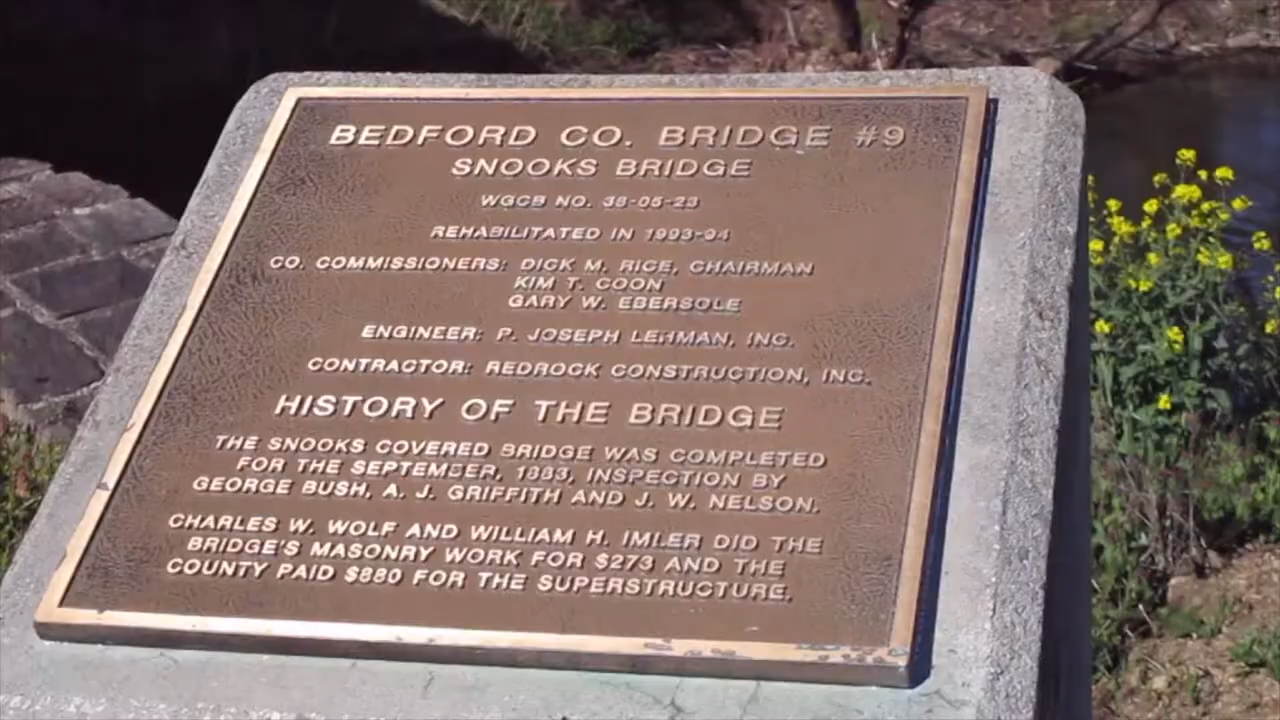 BEDFORD CO. BRIDGE #9
SNOOKS BRIDGE
WGCB NO. 38-05-23
REHABILITATED IN 1993-94
CO. COMMISSIONERS: DICK M. RICE, CHAIRMAN
KIM T. COON
GARY W. EBERSOLE
ENGINEER: P. JOSEPH LEHMAN, INC.
CONTRACTOR: REDROCK CONSTRUCTION, INC.
HISTORY OF THE BRIDGE
THE SNOOKS COVERED BRIDGE WAS COMPLETED
FOR THE SEPTEMBER, 1883, INSPECTION BY
GEORGE BUSH, A. J. GRIFFITH AND J. W. NELSON.
CHARLES W. WOLF AND WILLIAM H. IMLER DID THE
BRIDGE'S MASONRY WORK FOR $273 AND THE
COUNTY PAID $880 FOR THE SUPERSTRUCTURE.